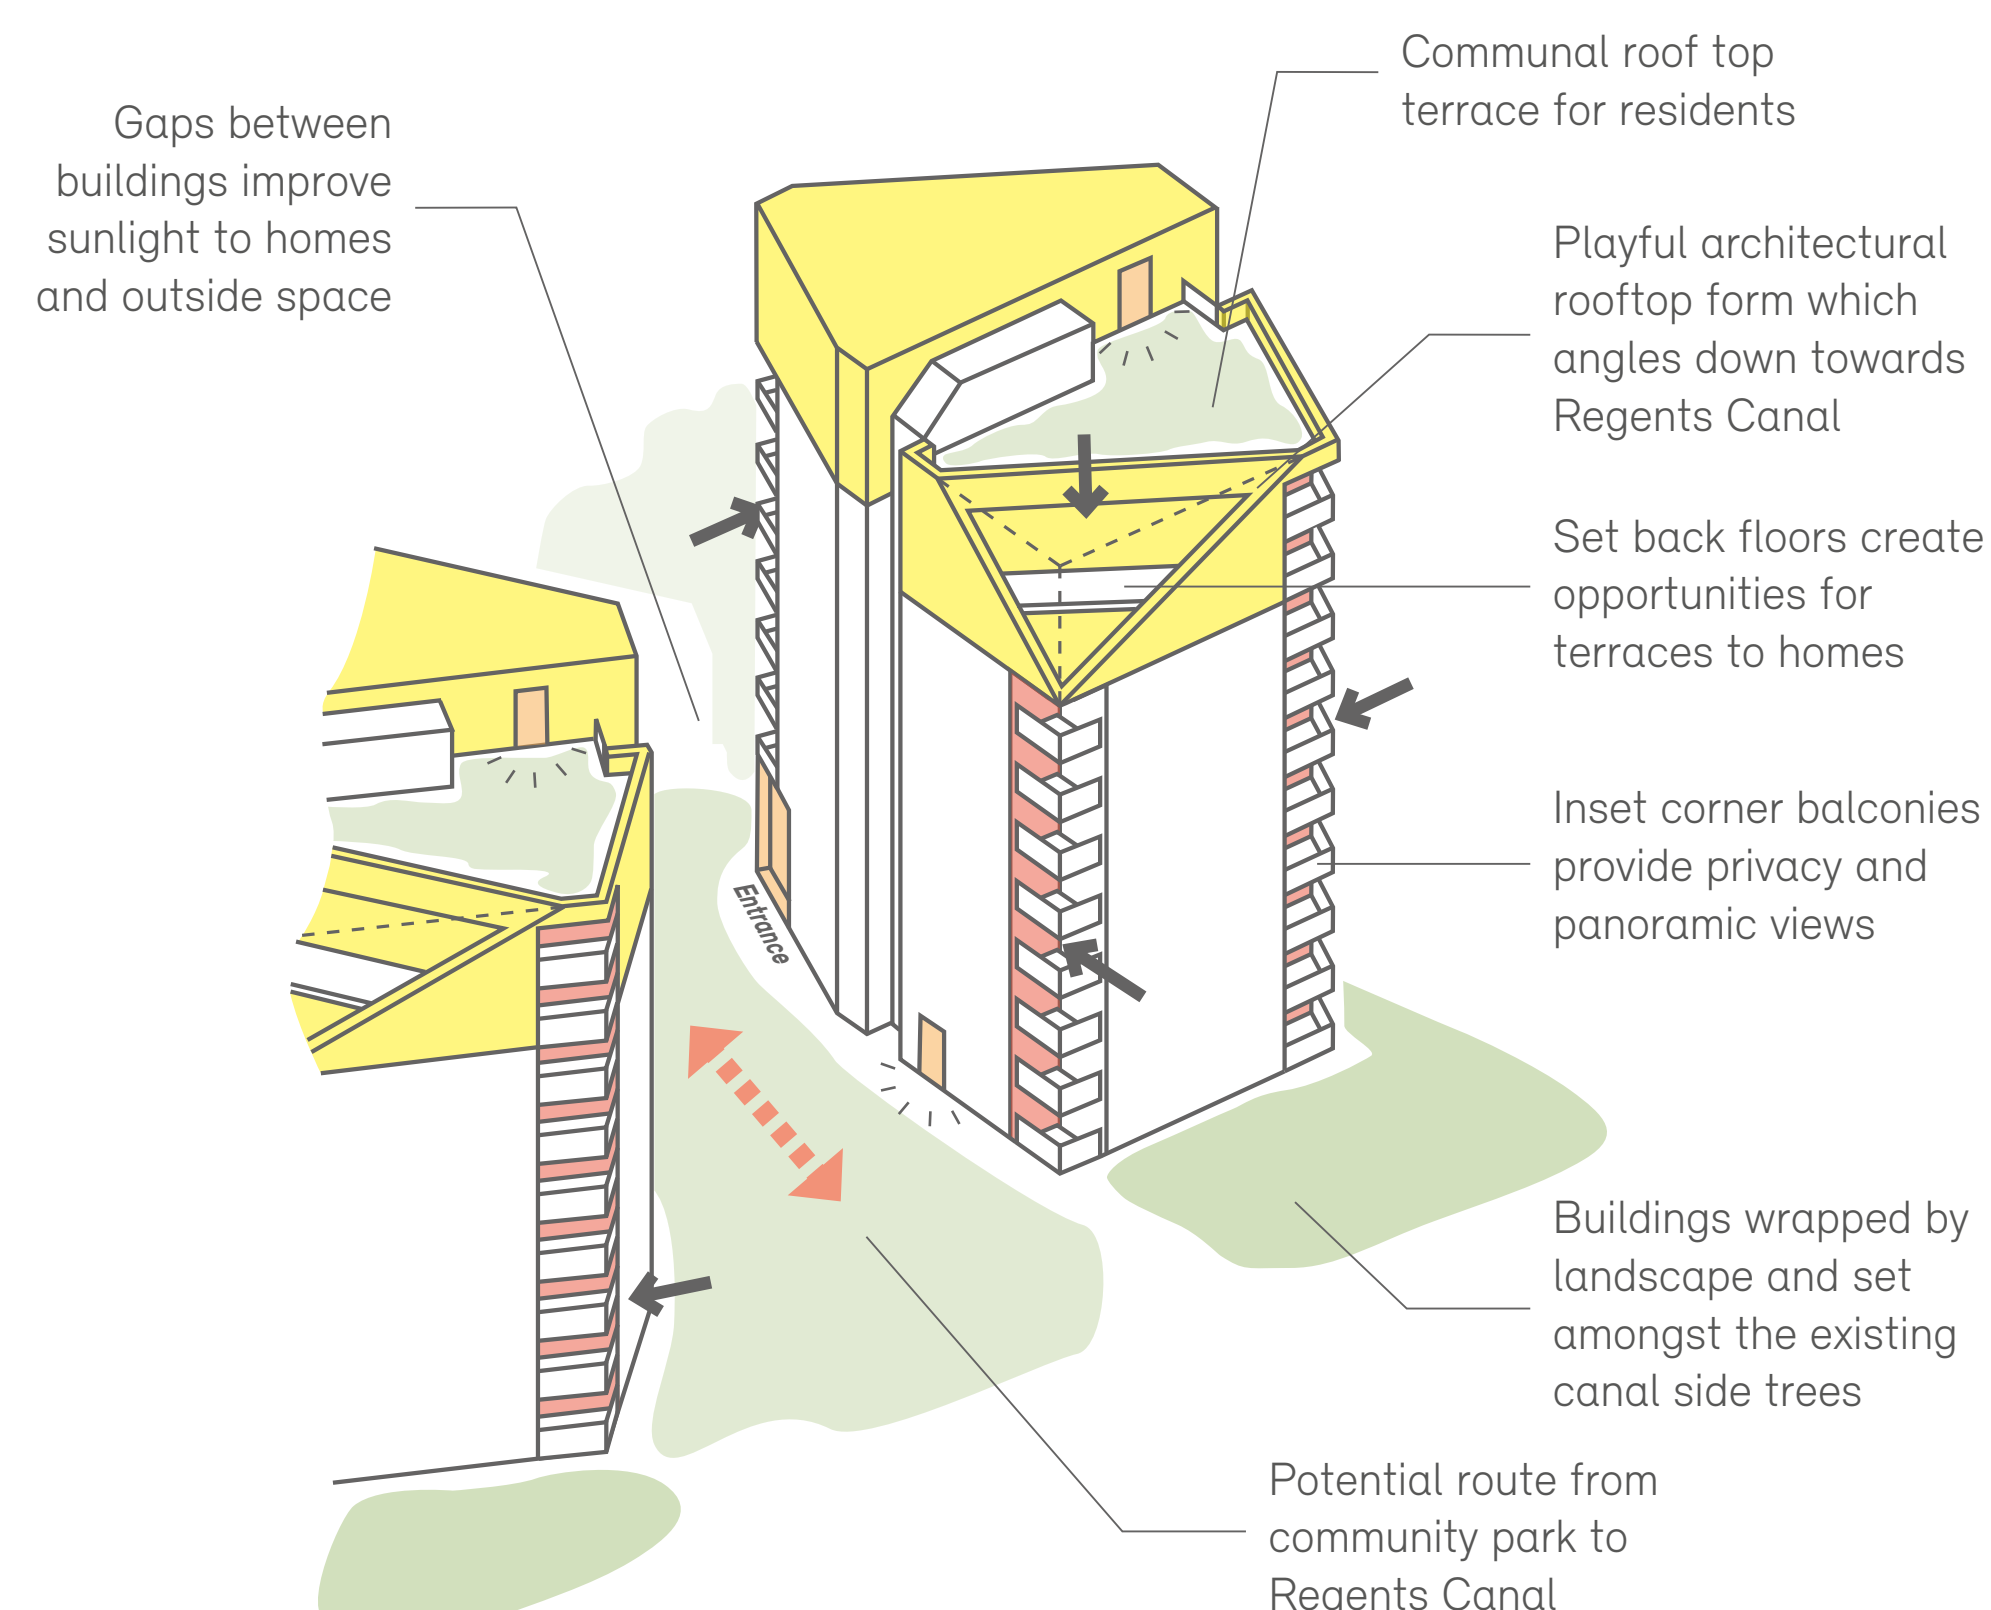 Communal roof top
terrace for residents
Gaps between
buildings improve
sunlight to homes
and outside space
Playful architectural
rooftop form which
angles down towards
Regents Canal
Set back floors create
opportunities for
terraces to homes
Inset corner balconies
provide privacy and
panoramic views
Entrance
Buildings wrapped by
landscape and set
amongst the existing
canal side trees
Potential route from
community park to
Regents Canal